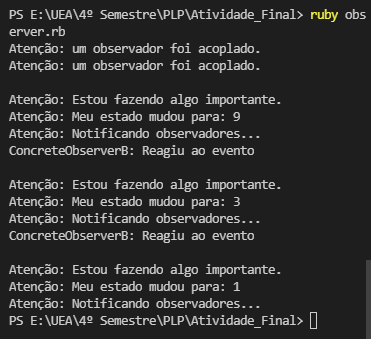 PS E:\UEA\4º Semestre\PLP\Atividade_Final> ruby obs
erver.rb
Atenção: um observador foi acoplado.
Atenção: um observador foi acoplado.

Atenção: Estou fazendo algo importante.
Atenção: Meu estado mudou para: 9
Atenção: Notificando observadores...
ConcreteObserverB: Reagiu ao evento

Atenção: Estou fazendo algo importante.
Atenção: Meu estado mudou para: 3
Atenção: Notificando observadores...
ConcreteObserverB: Reagiu ao evento

Atenção: Estou fazendo algo importante.
Atenção: Meu estado mudou para: 1
Atenção: Notificando observadores...
PS E:\UEA\4º Semestre\PLP\Atividade_Final>